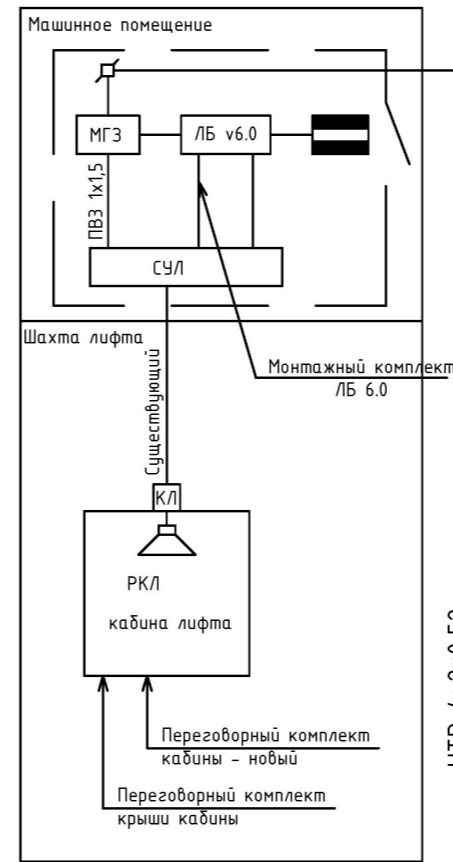 Машинное помещение
МГЗ
ЛБ v6.0
ПВЗ 1х1,5
СУЛ
Шахта лифта
Монтажный комплект
ЛБ 6.0
Существующий
КЛ
РКЛ
кабина лифта
Переговорный комплект
кабины - новый
Переговорный комплект
крыши кабины